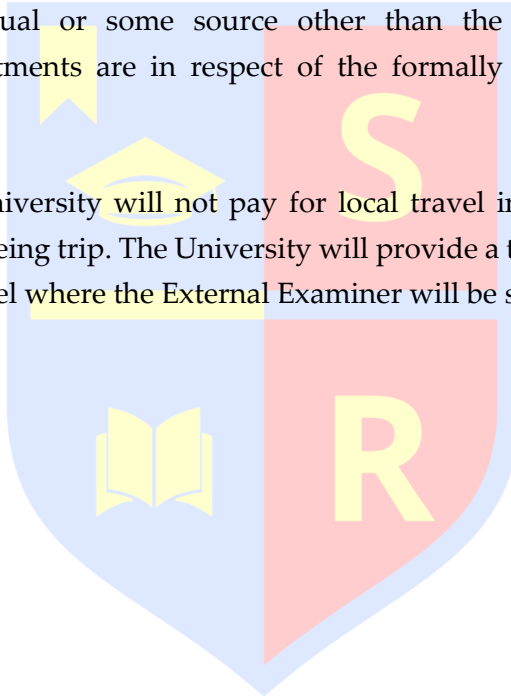 ual or some source other than the
tments are in respect of the formally
S
niversity will not pay for local travel i
eing trip. The University will provide a t
el where the External Examiner will be s
R